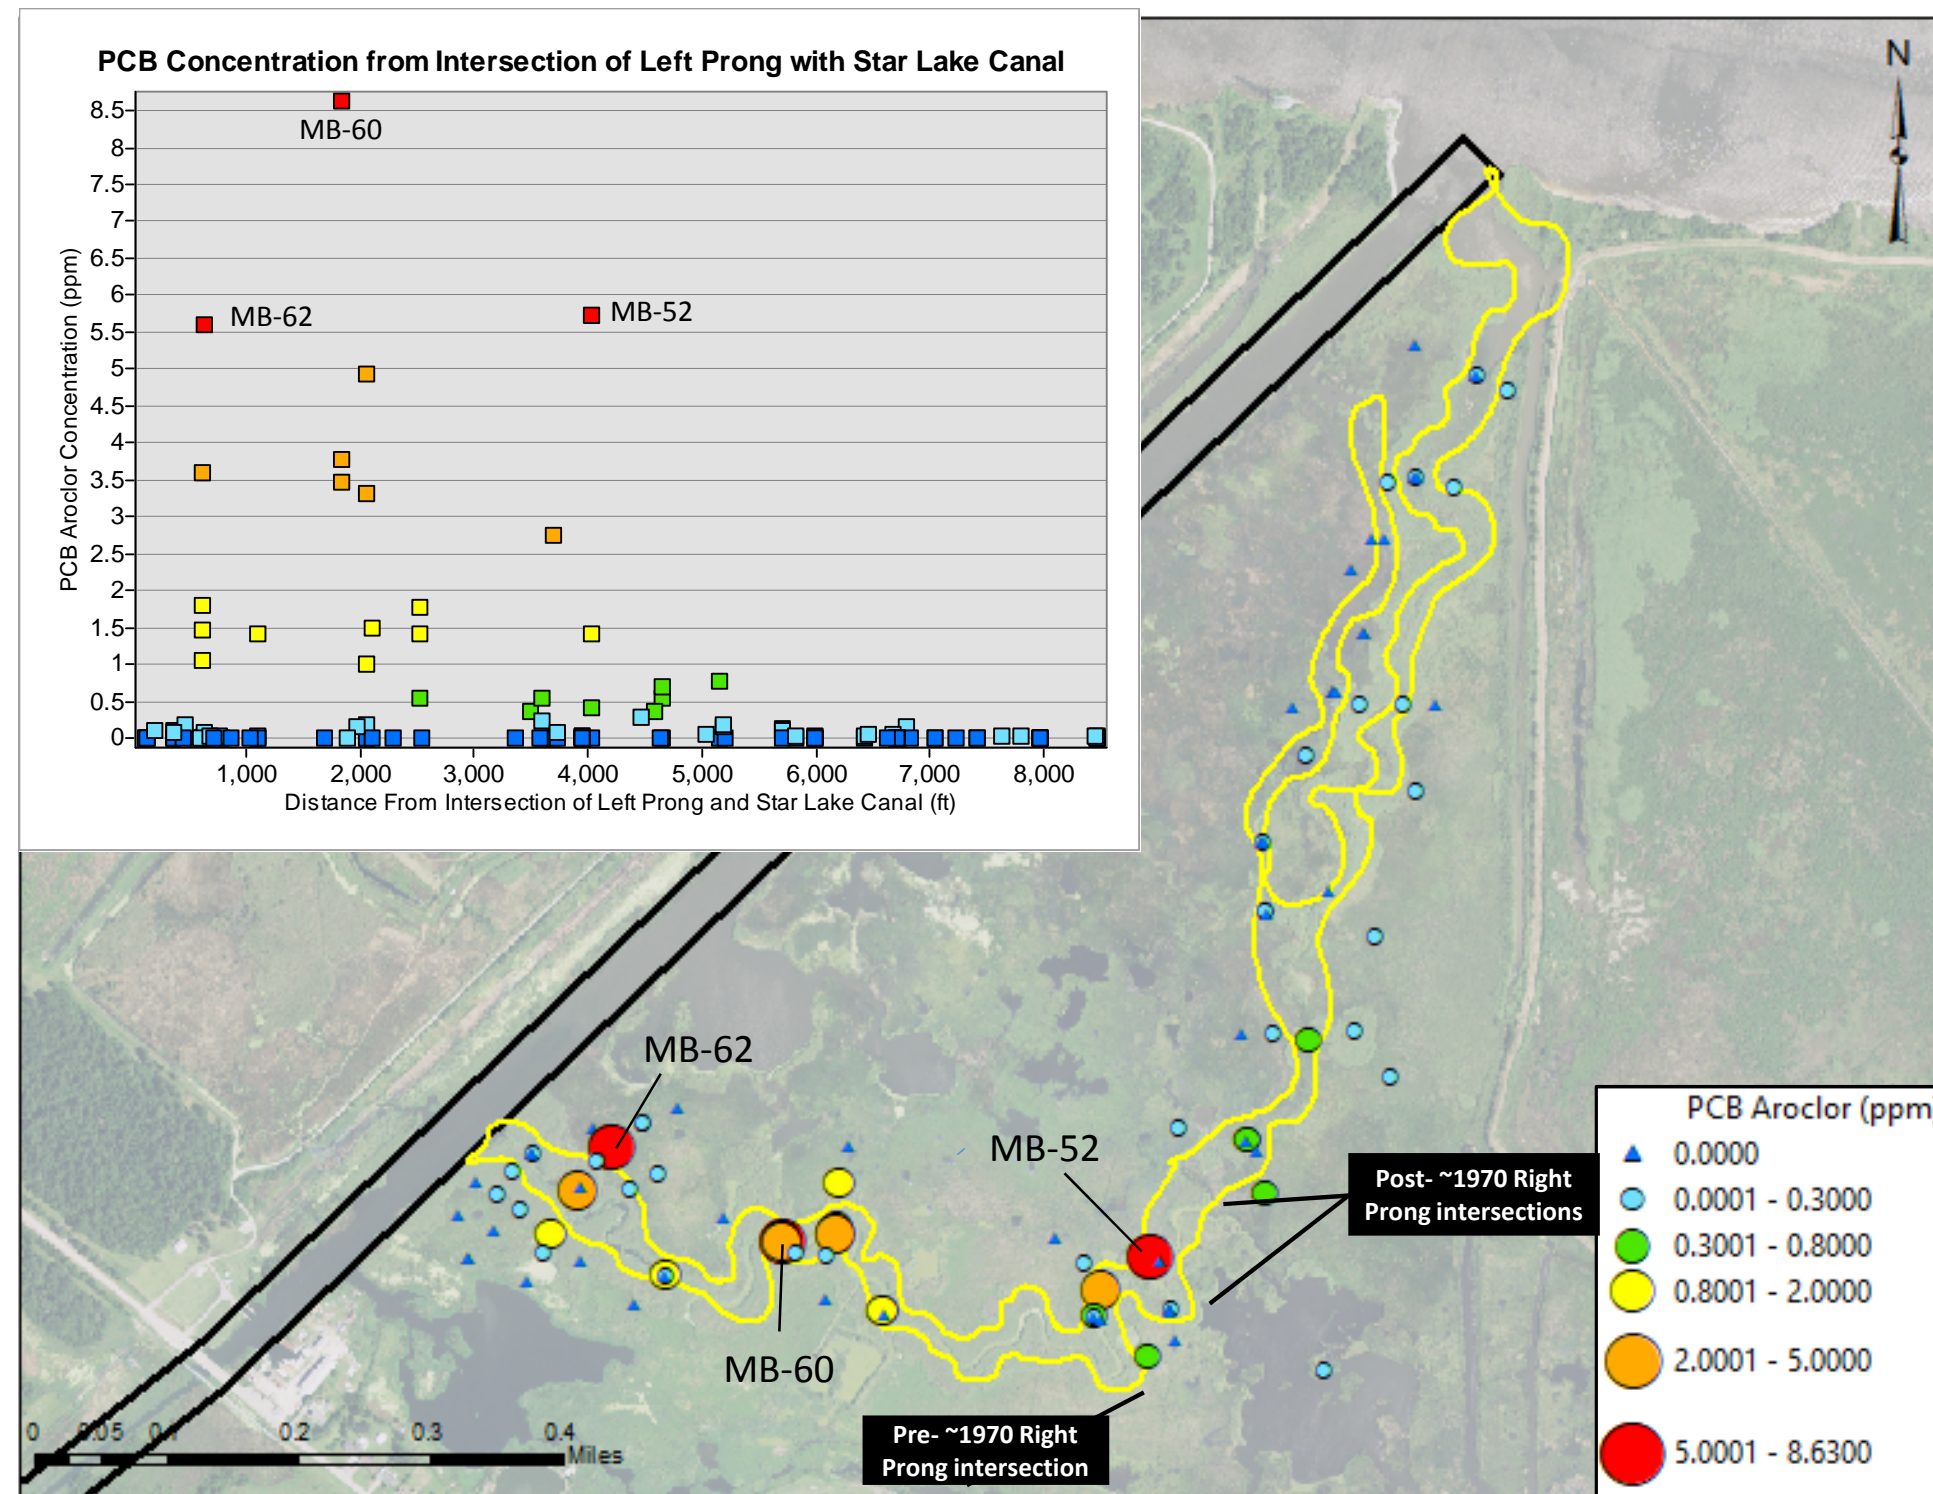 PCB Concentration from Intersection of Left Prong with Star Lake Canal
PCB Aroclor Concentration (ppm)
8.5
8
7.5
7
6.5
6
5.5
5
4.5
4
3.5
3
2.5
2
1.5
1
0.5
0
MB-60
MB-62
MB-52
1,000 2,000 3,000 4,000 5,000 6,000 7,000 8,000
Distance From Intersection of Left Prong and Star Lake Canal (ft)
N
MB-62
MB-52
MB-60
Post- ~1970 Right
Prong intersections
Pre- ~1970 Right
Prong intersection
0 0.05 0.1 0.2 0.3 0.4
Miles
PCB Aroclor (ppm)
0.0000
0.0001 - 0.3000
0.3001 - 0.8000
0.8001 - 2.0000
2.0001 - 5.0000
5.0001 - 8.6300